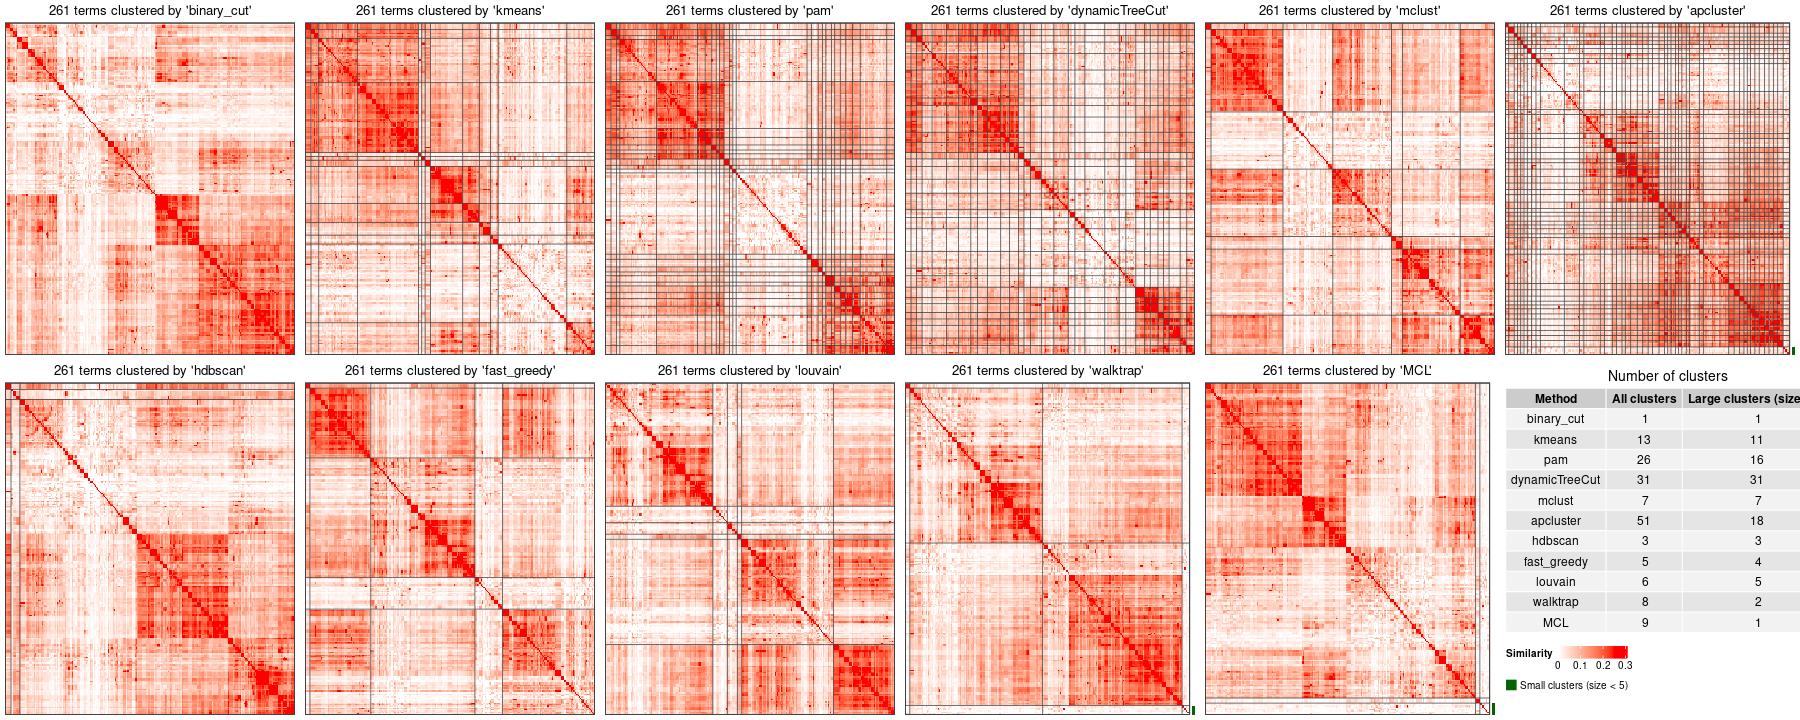 261 terms clustered by 'binary_cut'
261 terms clustered by 'kmeans'
261 terms clustered by 'pam'
261 terms clustered by 'dynamicTreeCut'
261 terms clustered by 'mclust'
261 terms clustered by 'apcluster'
261 terms clustered by 'hdbscan'
261 terms clustered by 'fast_greedy'
261 terms clustered by 'louvain'
261 terms clustered by 'walktrap'
261 terms clustered by 'MCL'
Number of clusters
Method All clusters Large clusters (size
binary_cut 1 1
kmeans 13 11
pam 26 16
dynamicTreeCut 31 31
mclust 7 7
apcluster 51 18
hdbscan 3 3
fast_greedy 5 4
louvain 6 5
walktrap 8 2
MCL 9 1
Similarity
0 0.1 0.2 0.3
Small clusters (size < 5)